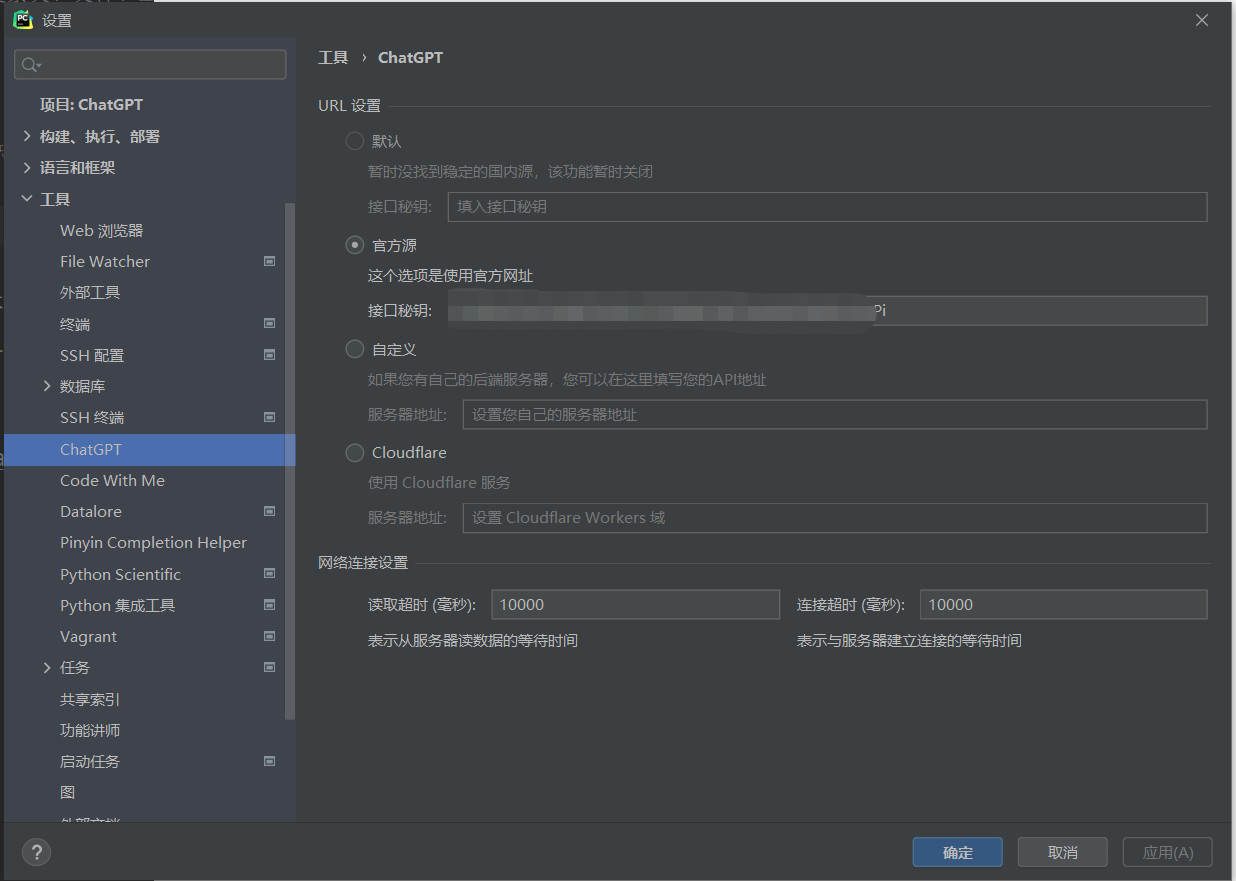 设置
项目: ChatGPT
构建、执行、部署
语言和框架
工具
Web 浏览器
File Watcher
外部工具
终端
SSH 配置
数据库
SSH 终端
ChatGPT
Code With Me
Datalore
Pinyin Completion Helper
Python Scientific
Python 集成工具
Vagrant
任务
共享索引
功能讲师
启动任务
图
外部文档
工具 › ChatGPT
URL 设置
默认
暂时没找到稳定的国内源，该功能暂时关闭
接口秘钥: 填入接口秘钥
官方源
这个选项是使用官方网址
接口秘钥: Pi
自定义
如果您有自己的后端服务器，您可以在这里填写您的API地址
服务器地址: 设置您自己的服务器地址
Cloudflare
使用 Cloudflare 服务
服务器地址: 设置 Cloudflare Workers 域
网络连接设置
读取超时 (毫秒): 10000 连接超时 (毫秒): 10000
表示从服务器读数据的等待时间 表示与服务器建立连接的等待时间
? 确定 取消 应用(A)